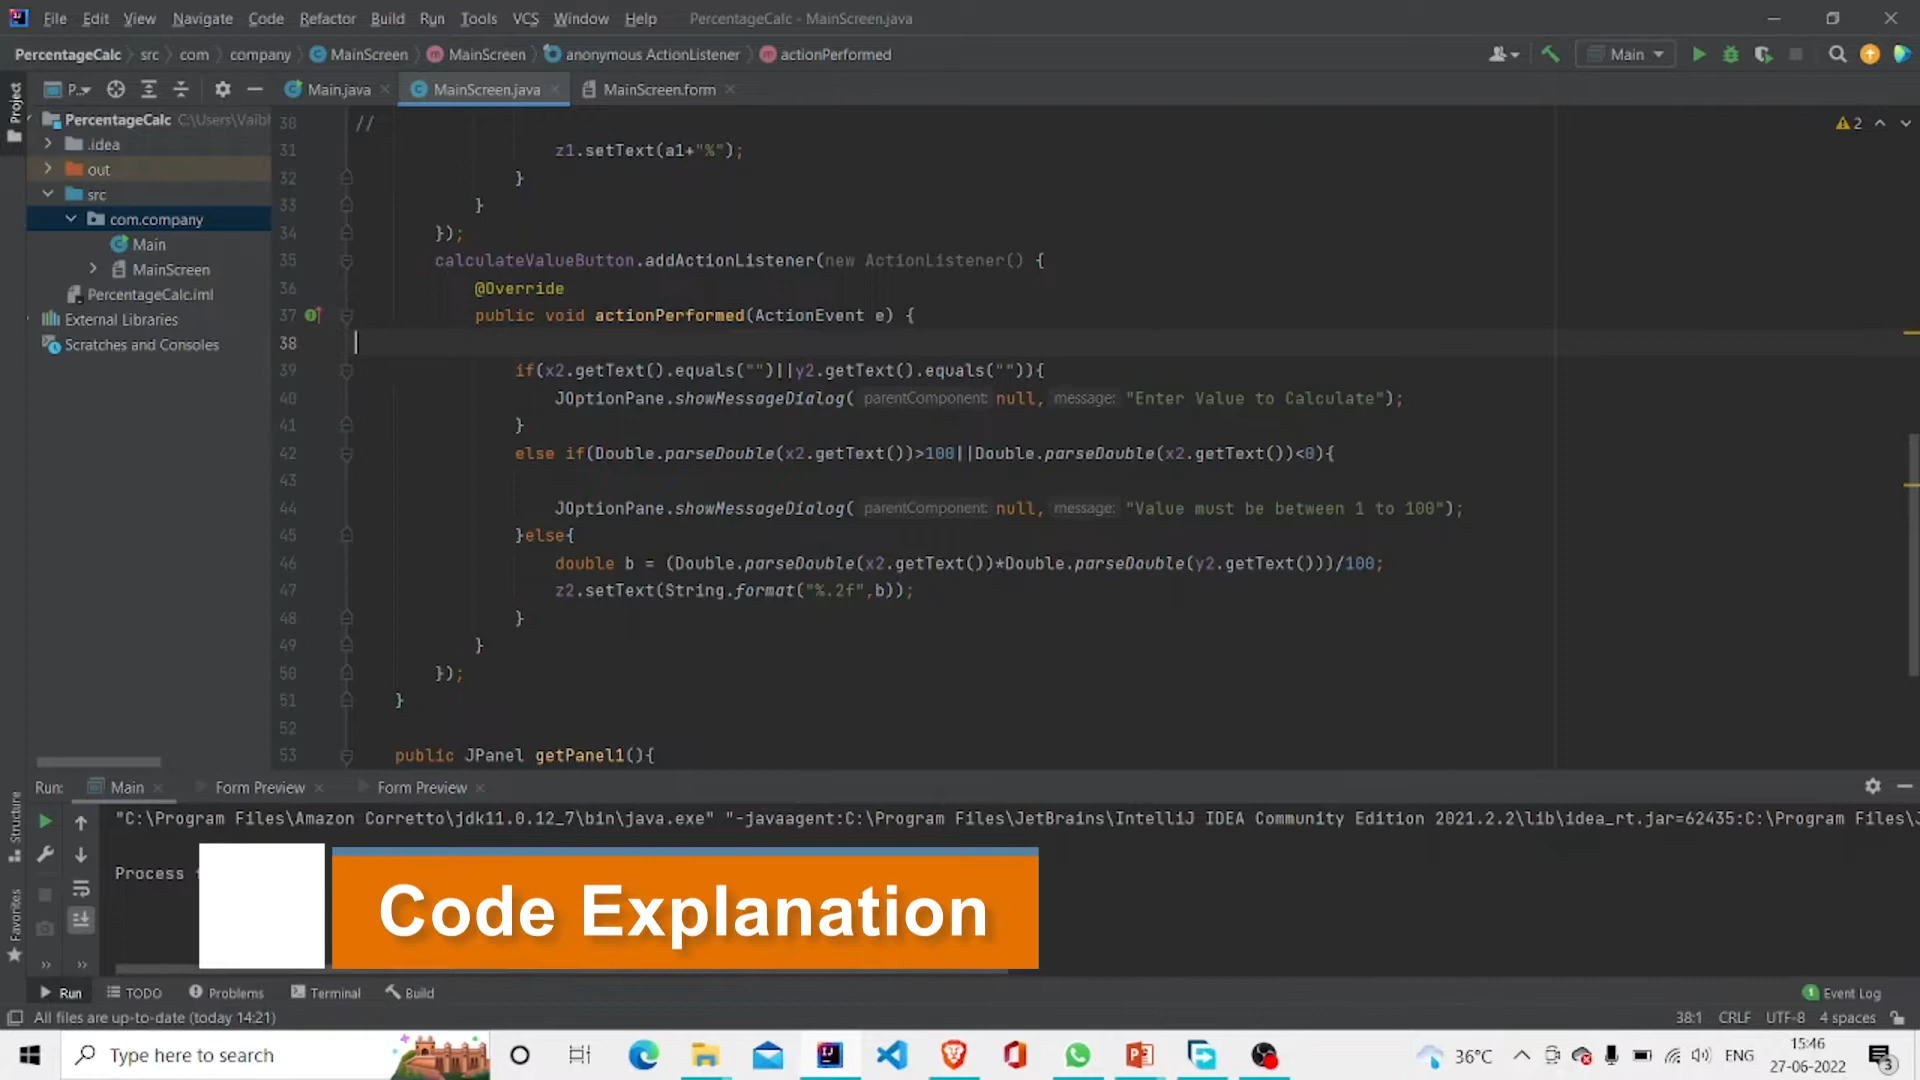 File Edit View Navigate Code Refactor Build Run Tools VCS Window Help PercentageCalc - MainScreen.java
PercentageCalc src com company MainScreen MainScreen anonymous ActionListener actionPerformed Main
Project P... Main.java MainScreen.java MainScreen.form
PercentageCalc C:\Users\Vaibh
.idea
out
src
com.company
Main
MainScreen
PercentageCalc.iml
External Libraries
Scratches and Consoles
30 //
31 z1.setText(a1+"%");
32 }
33 }
34 });
35 calculateValueButton.addActionListener(new ActionListener() {
36 @Override
37 public void actionPerformed(ActionEvent e) {
38
39 if(x2.getText().equals("")||y2.getText().equals("")){
40 JOptionPane.showMessageDialog( parentComponent: null, message: "Enter Value to Calculate");
41 }
42 else if(Double.parseDouble(x2.getText())>100||Double.parseDouble(x2.getText())<0){
43
44 JOptionPane.showMessageDialog( parentComponent: null, message: "Value must be between 1 to 100");
45 }else{
46 double b = (Double.parseDouble(x2.getText())*Double.parseDouble(y2.getText()))/100;
47 z2.setText(String.format("%.2f",b));
48 }
49 }
50 });
51 }
52
53 public JPanel getPanel1(){
2
Run: Main Form Preview Form Preview
"C:\Program Files\Amazon Corretto\jdk11.0.12_7\bin\java.exe" "-javaagent:C:\Program Files\JetBrains\IntelliJ IDEA Community Edition 2021.2.2\lib\idea_rt.jar=62435:C:\Program Files\J
Process
Code Explanation
Structure
Favorites
Run TODO Problems Terminal Build 1 Event Log
All files are up-to-date (today 14:21) 38:1 CRLF UTF-8 4 spaces
Type here to search 36°C ENG 15:46
27-06-2022 3